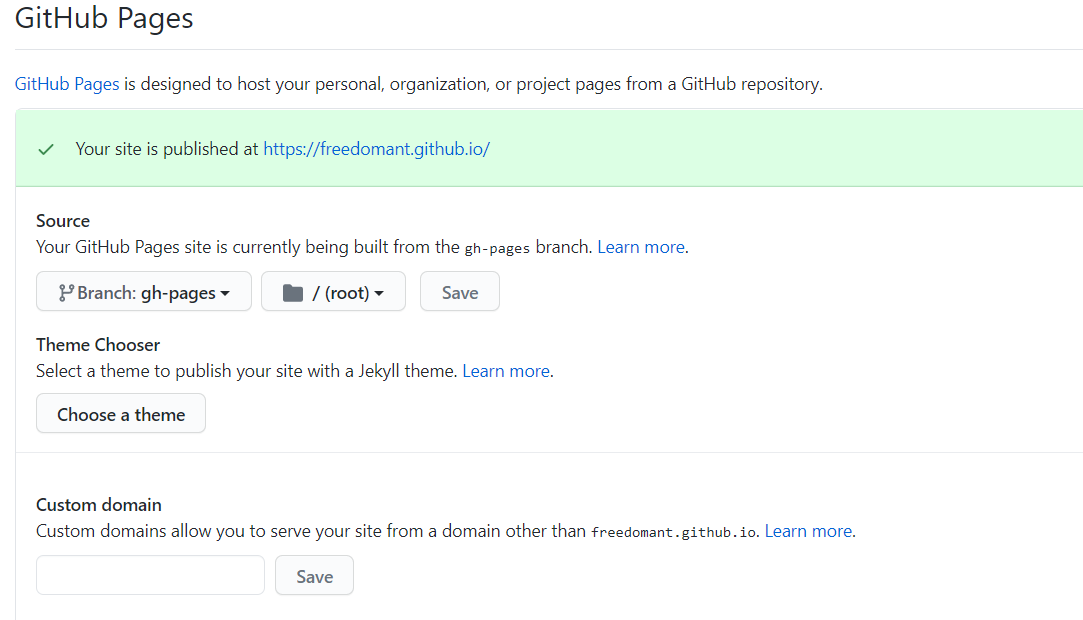 GitHub Pages
GitHub Pages is designed to host your personal, organization, or project pages from a GitHub repository.
Your site is published at https://freedomant.github.io/
Source
Your GitHub Pages site is currently being built from the gh-pages branch. Learn more.
Branch: gh-pages
/ (root)
Save
Theme Chooser
Select a theme to publish your site with a Jekyll theme. Learn more.
Choose a theme
Custom domain
Custom domains allow you to serve your site from a domain other than freedomant.github.io. Learn more.
Save